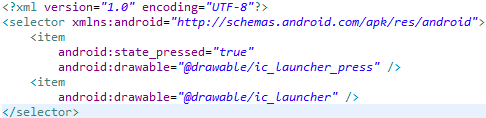 <?xml version="1.0" encoding="UTF-8"?>
<selector xmlns:android="http://schemas.android.com/apk/res/android">
    <item
        android:state_pressed="true"
        android:drawable="@drawable/ic_launcher_press" />
    <item
        android:drawable="@drawable/ic_launcher" />
</selector>